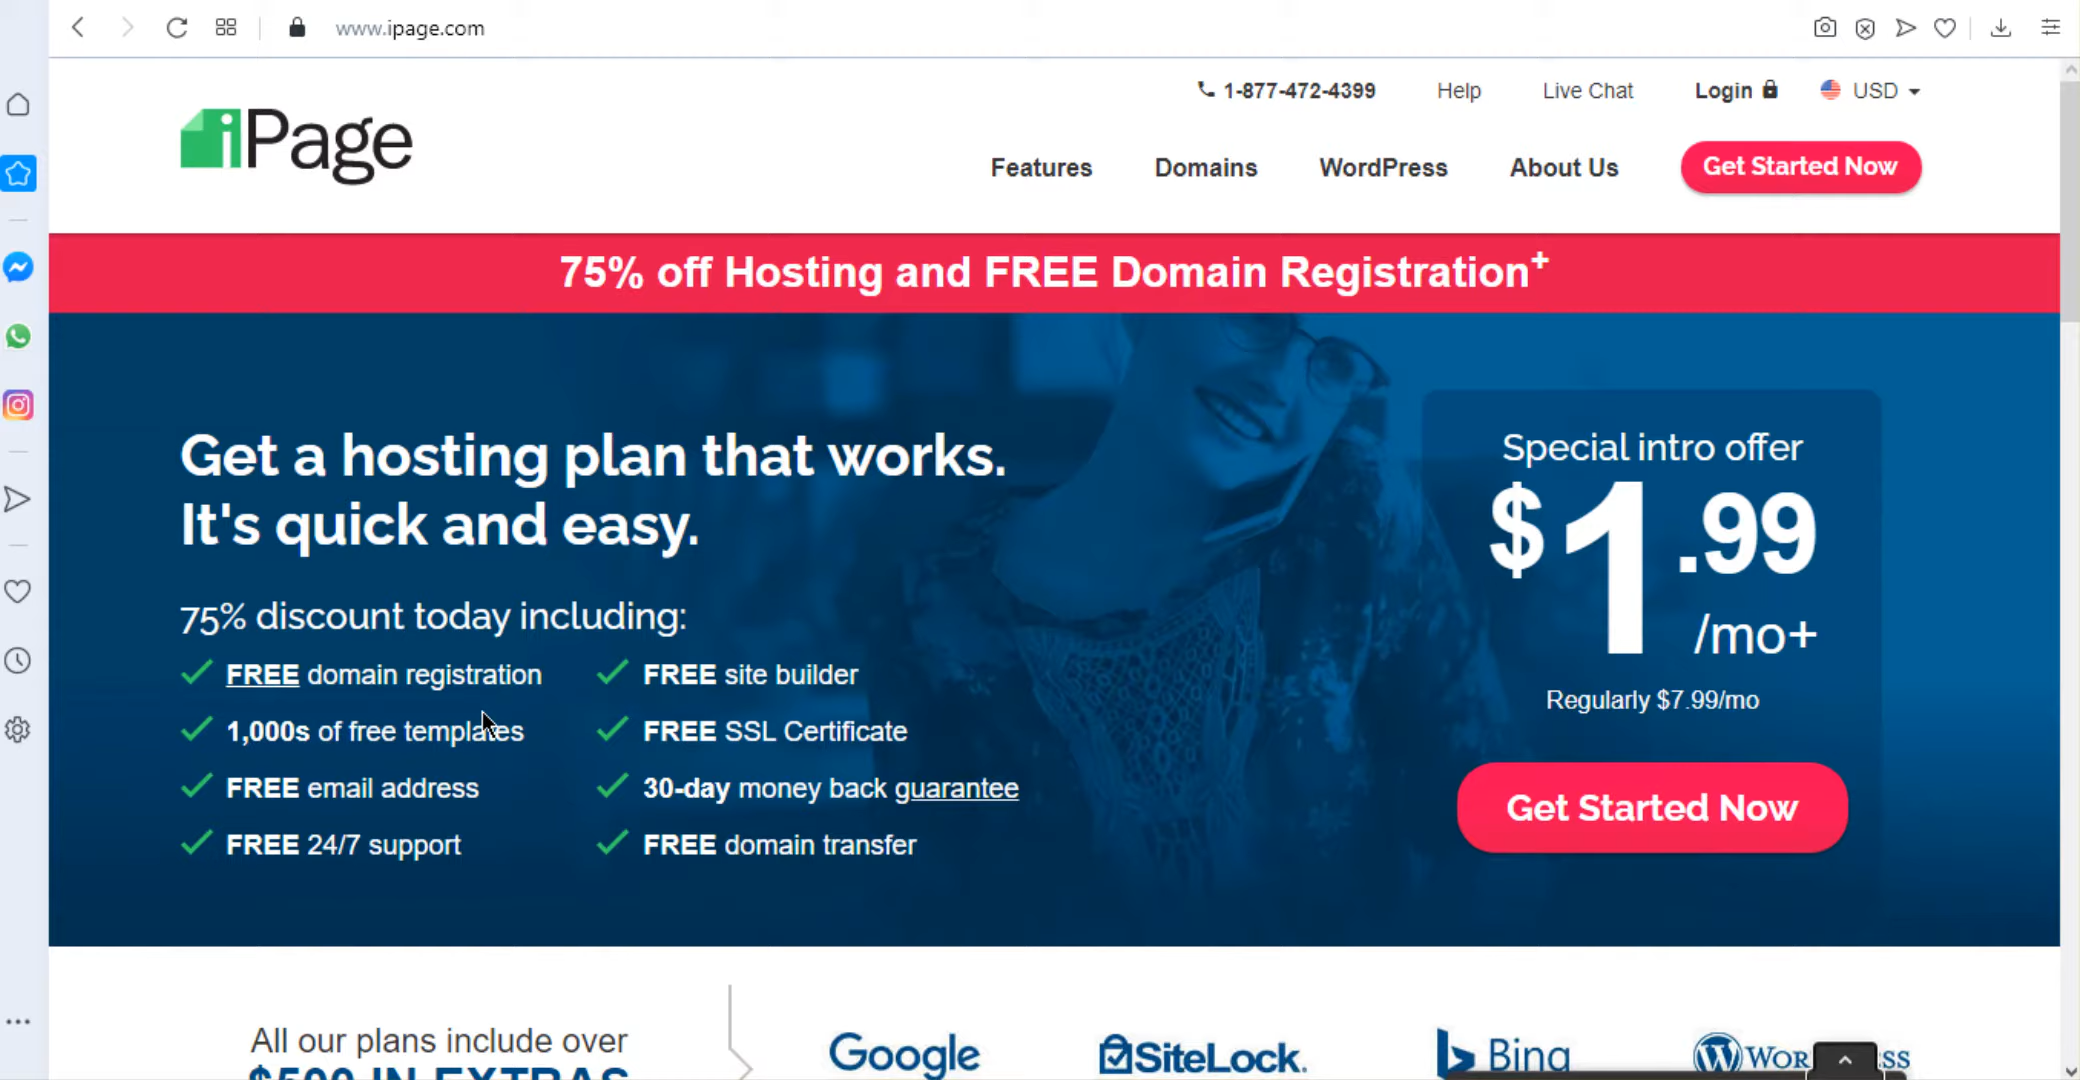 www.ipage.com
1-877-472-4399 Help Live Chat Login USD
iPage
Features Domains WordPress About Us Get Started Now
75% off Hosting and FREE Domain Registration+
Get a hosting plan that works.
It's quick and easy.
75% discount today including:
FREE domain registration
1,000s of free templates
FREE email address
FREE 24/7 support
FREE site builder
FREE SSL Certificate
30-day money back guarantee
FREE domain transfer
Special intro offer
$1.99
/mo+
Regularly $7.99/mo
Get Started Now
All our plans include over
$500 IN EXTRAS
Google SiteLock. Bing